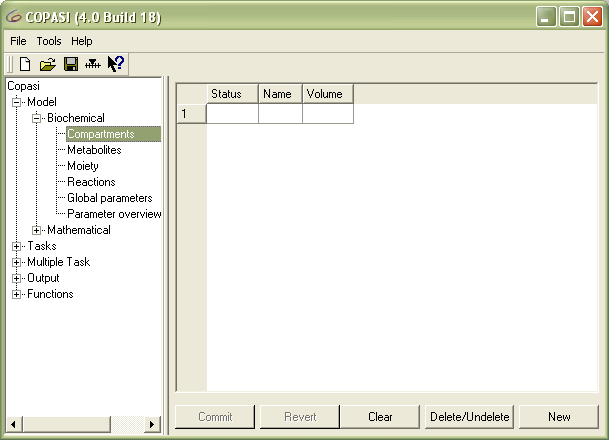 COPASI (4.0 Build 18)
File Tools Help
Copasi
Model
Biochemical
Compartments
Metabolites
Moiety
Reactions
Global parameters
Parameter overview
Mathematical
Tasks
Multiple Task
Output
Functions
Status Name Volume
1
Commit Revert Clear Delete/Undelete New